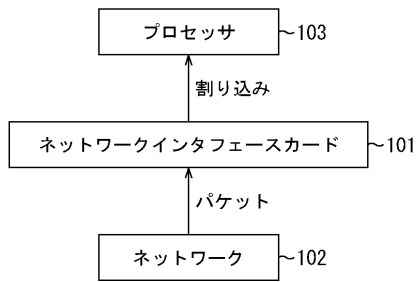 プロセッサ ~103
割り込み
ネットワークインタフェースカード ~101
パケット
ネットワーク ~102